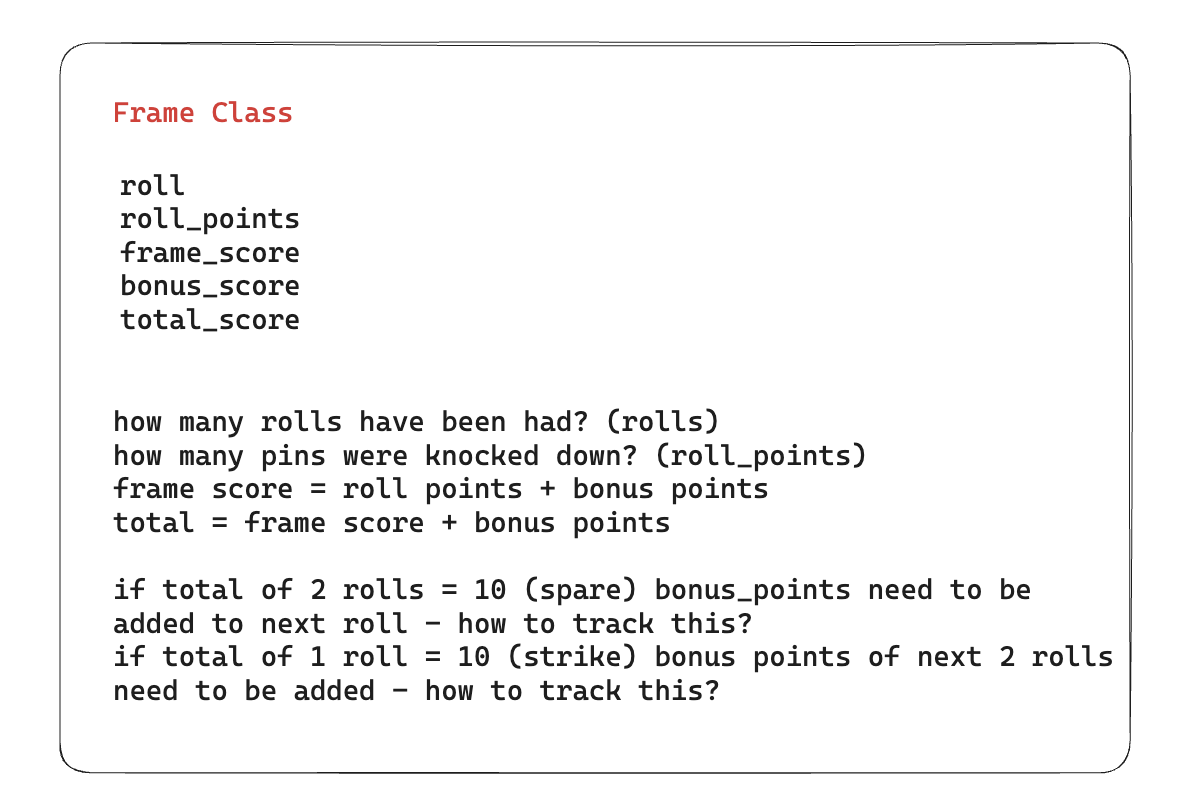 Frame Class
roll
roll_points
frame_score
bonus_score
total_score
how many rolls have been had? (rolls)
how many pins were knocked down? (roll_points)
frame score = roll points + bonus points
total = frame score + bonus points
if total of 2 rolls = 10 (spare) bonus_points need to be
added to next roll – how to track this?
if total of 1 roll = 10 (strike) bonus points of next 2 rolls
need to be added – how to track this?